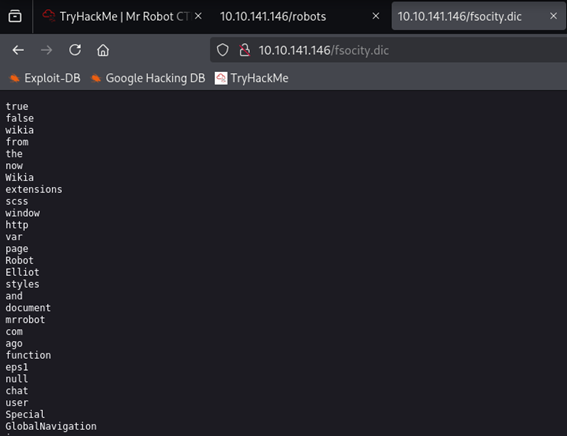 TryHackMe | Mr Robot CT
10.10.141.146/robots
10.10.141.146/fsocity.dic
10.10.141.146/fsocity.dic
Exploit-DB
Google Hacking DB
TryHackMe
true
false
wikia
from
the
now
Wikia
extensions
scss
window
http
var
page
Robot
Elliot
styles
and
document
mrrobot
com
ago
function
eps1
null
chat
user
Special
GlobalNavigation